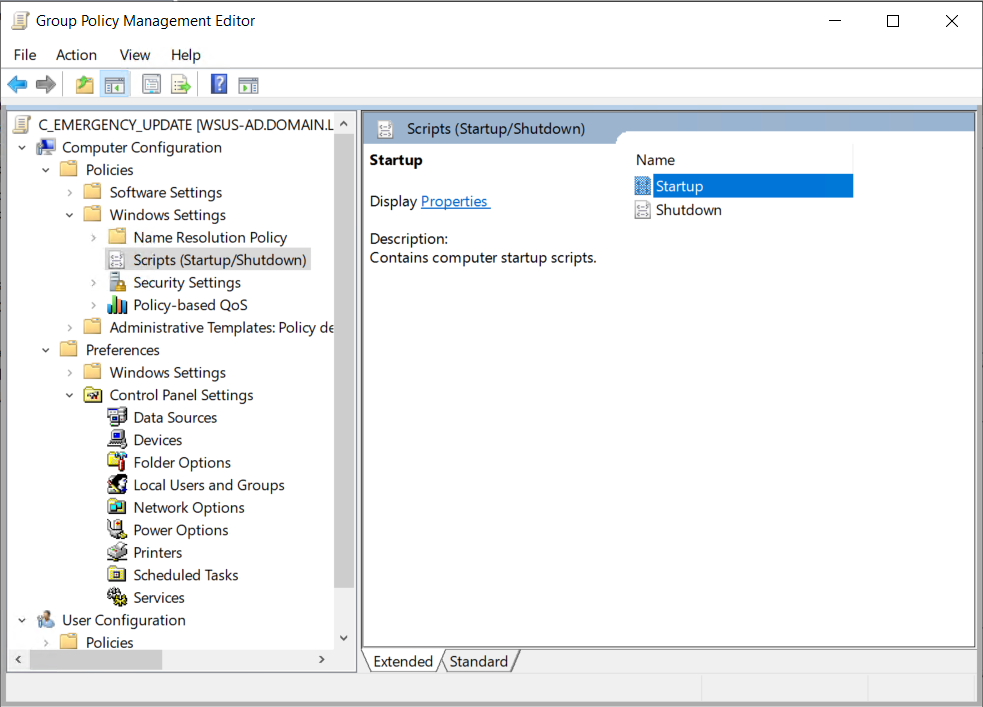 Group Policy Management Editor
File Action View Help
C_EMERGENCY_UPDATE [WSUS-AD.DOMAIN.L
Computer Configuration
Policies
Software Settings
Windows Settings
Name Resolution Policy
Scripts (Startup/Shutdown)
Security Settings
Policy-based QoS
Administrative Templates: Policy de
Preferences
Windows Settings
Control Panel Settings
Data Sources
Devices
Folder Options
Local Users and Groups
Network Options
Power Options
Printers
Scheduled Tasks
Services
User Configuration
Policies
Scripts (Startup/Shutdown)
Startup
Display Properties
Description:
Contains computer startup scripts.
Name
Startup
Shutdown
Extended Standard